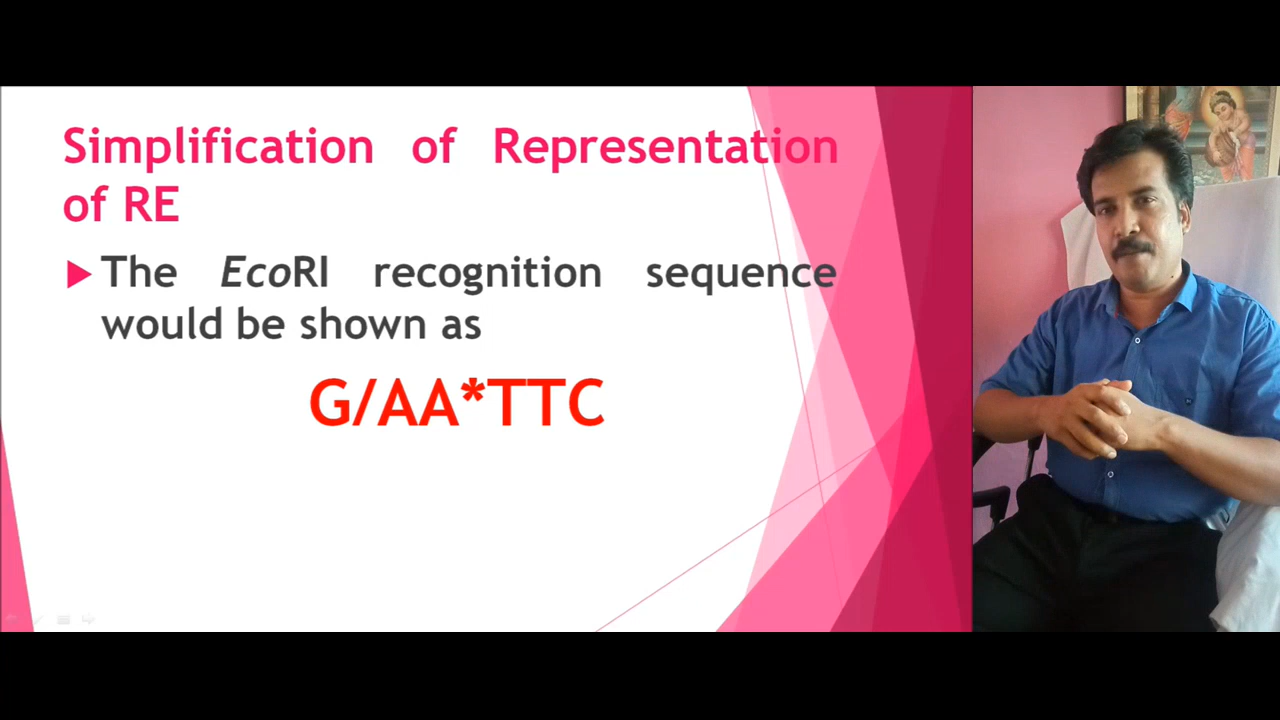 Simplification of Representation
of RE
The EcoRI recognition sequence
would be shown as
G/AA*TTC